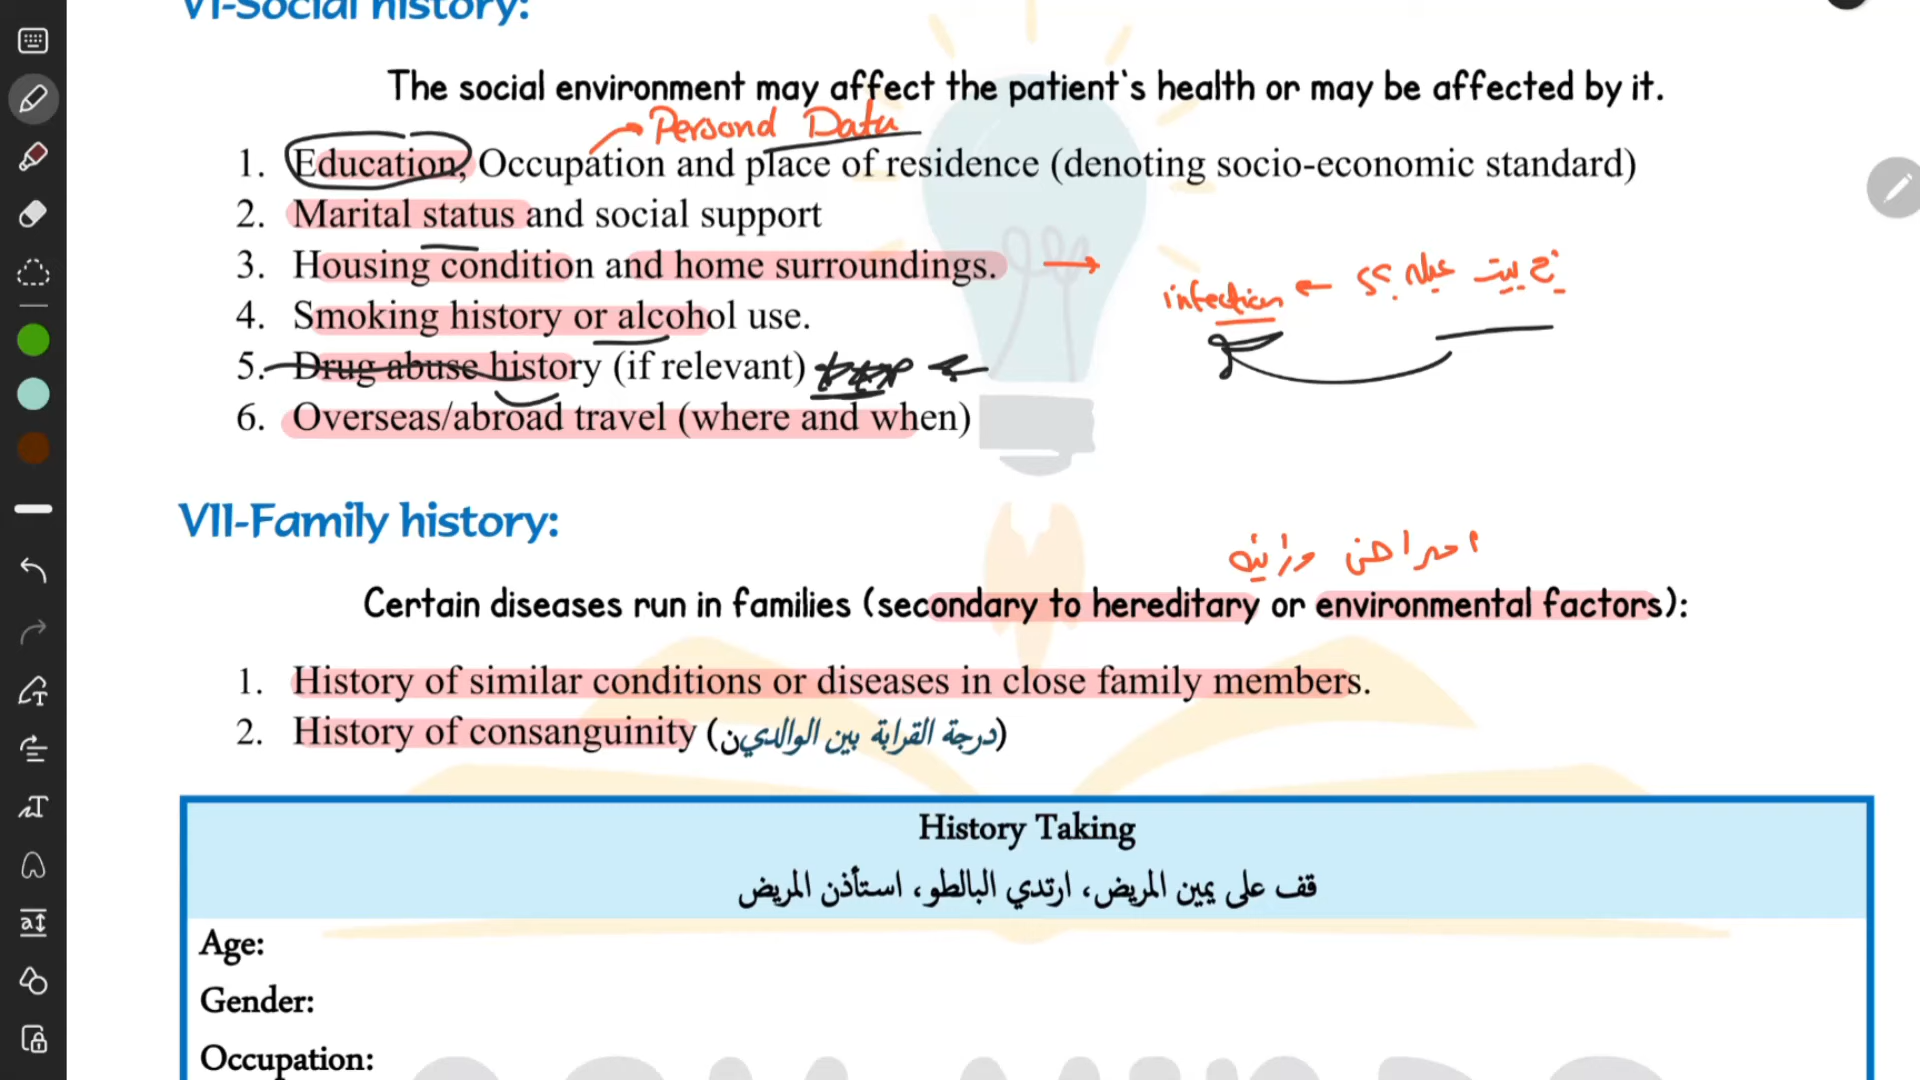 VI-Social history:
The social environment may affect the patient's health or may be affected by it.
Persond Data
1. Education, Occupation and place of residence (denoting socio-economic standard)
2. Marital status and social support
3. Housing condition and home surroundings.
infection ← بيت عيله ؟؟
4. Smoking history or alcohol use.
5. Drug abuse history (if relevant)
6. Overseas/abroad travel (where and when)
VII-Family history:
امراض وراثيه
Certain diseases run in families (secondary to hereditary or environmental factors):
1. History of similar conditions or diseases in close family members.
2. History of consanguinity (درجة القرابة بين الوالدين)
History Taking
قف على يمين المريض، ارتدي البالطو، استأذن المريض
Age:
Gender:
Occupation: